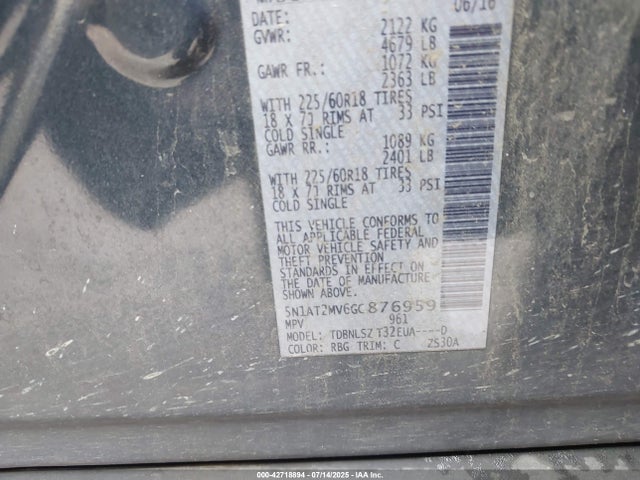 DATE: 06/16
GVWR: 2122 KG
4679 LB
GAWR FR.: 1072 KG
2363 LB
WITH 225/60R18 TIRES
18 X 7J RIMS AT 33 PSI
COLD SINGLE
GAWR RR.: 1089 KG
2401 LB
WITH 225/60R18 TIRES
18 X 7J RIMS AT 33 PSI
COLD SINGLE
THIS VEHICLE CONFORMS TO
ALL APPLICABLE FEDERAL
MOTOR VEHICLE SAFETY AND
THEFT PREVENTION
STANDARDS IN EFFECT ON
THE DATE OF MANUFACTURE
SHOWN ABOVE.
5N1AT2MV6GC876959
MPV 961
MODEL: TDBNLSZ T32EUA----D
COLOR: RBG TRIM: C 2S30A
000-42718894 - 07/14/2025 - IAA, Inc.